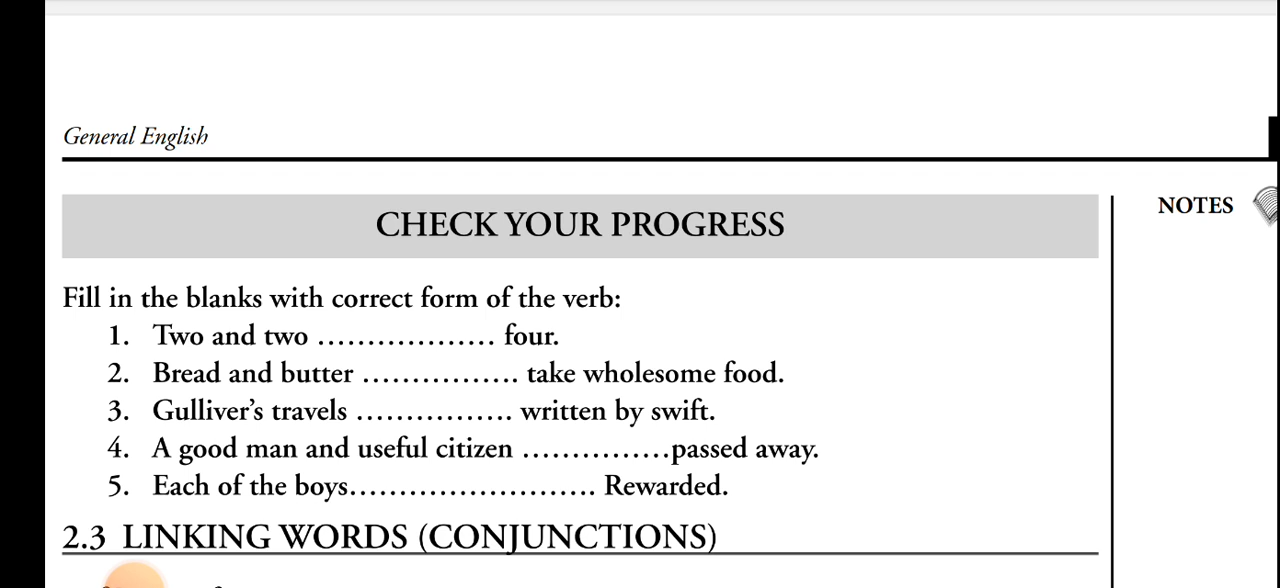 General English
CHECK YOUR PROGRESS
NOTES
Fill in the blanks with correct form of the verb:
1. Two and two .................. four.
2. Bread and butter ................ take wholesome food.
3. Gulliver's travels ................ written by swift.
4. A good man and useful citizen ...............passed away.
5. Each of the boys......................... Rewarded.
2.3 LINKING WORDS (CONJUNCTIONS)